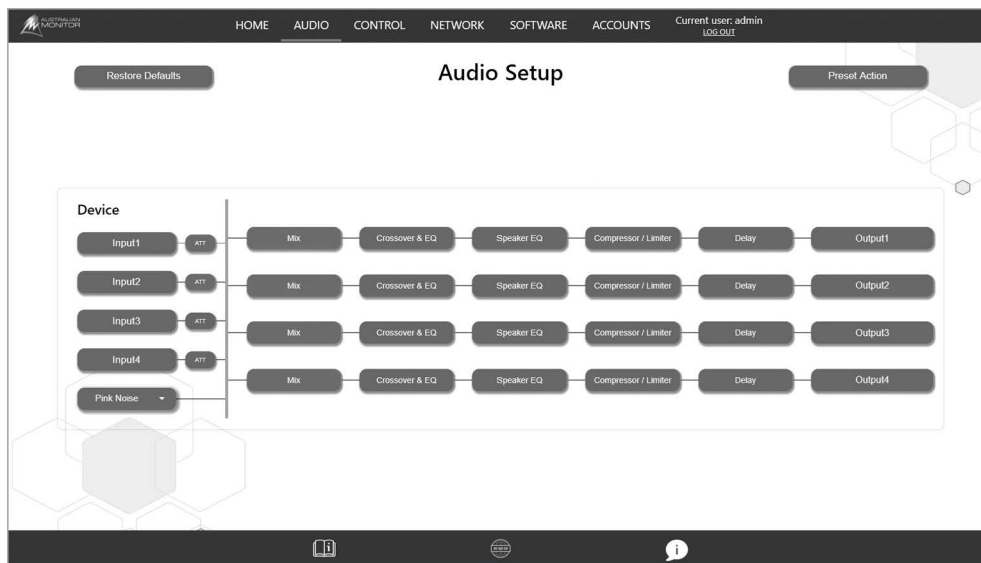 AUSTRALIAN
MONITOR
HOME AUDIO CONTROL NETWORK SOFTWARE ACCOUNTS Current user: admin
LOG OUT
Restore Defaults Audio Setup Preset Action
Device
Input1 ATT Mix Crossover & EQ Speaker EQ Compressor / Limiter Delay Output1
Input2 ATT Mix Crossover & EQ Speaker EQ Compressor / Limiter Delay Output2
Input3 ATT Mix Crossover & EQ Speaker EQ Compressor / Limiter Delay Output3
Input4 ATT Mix Crossover & EQ Speaker EQ Compressor / Limiter Delay Output4
Pink Noise
i WWW i